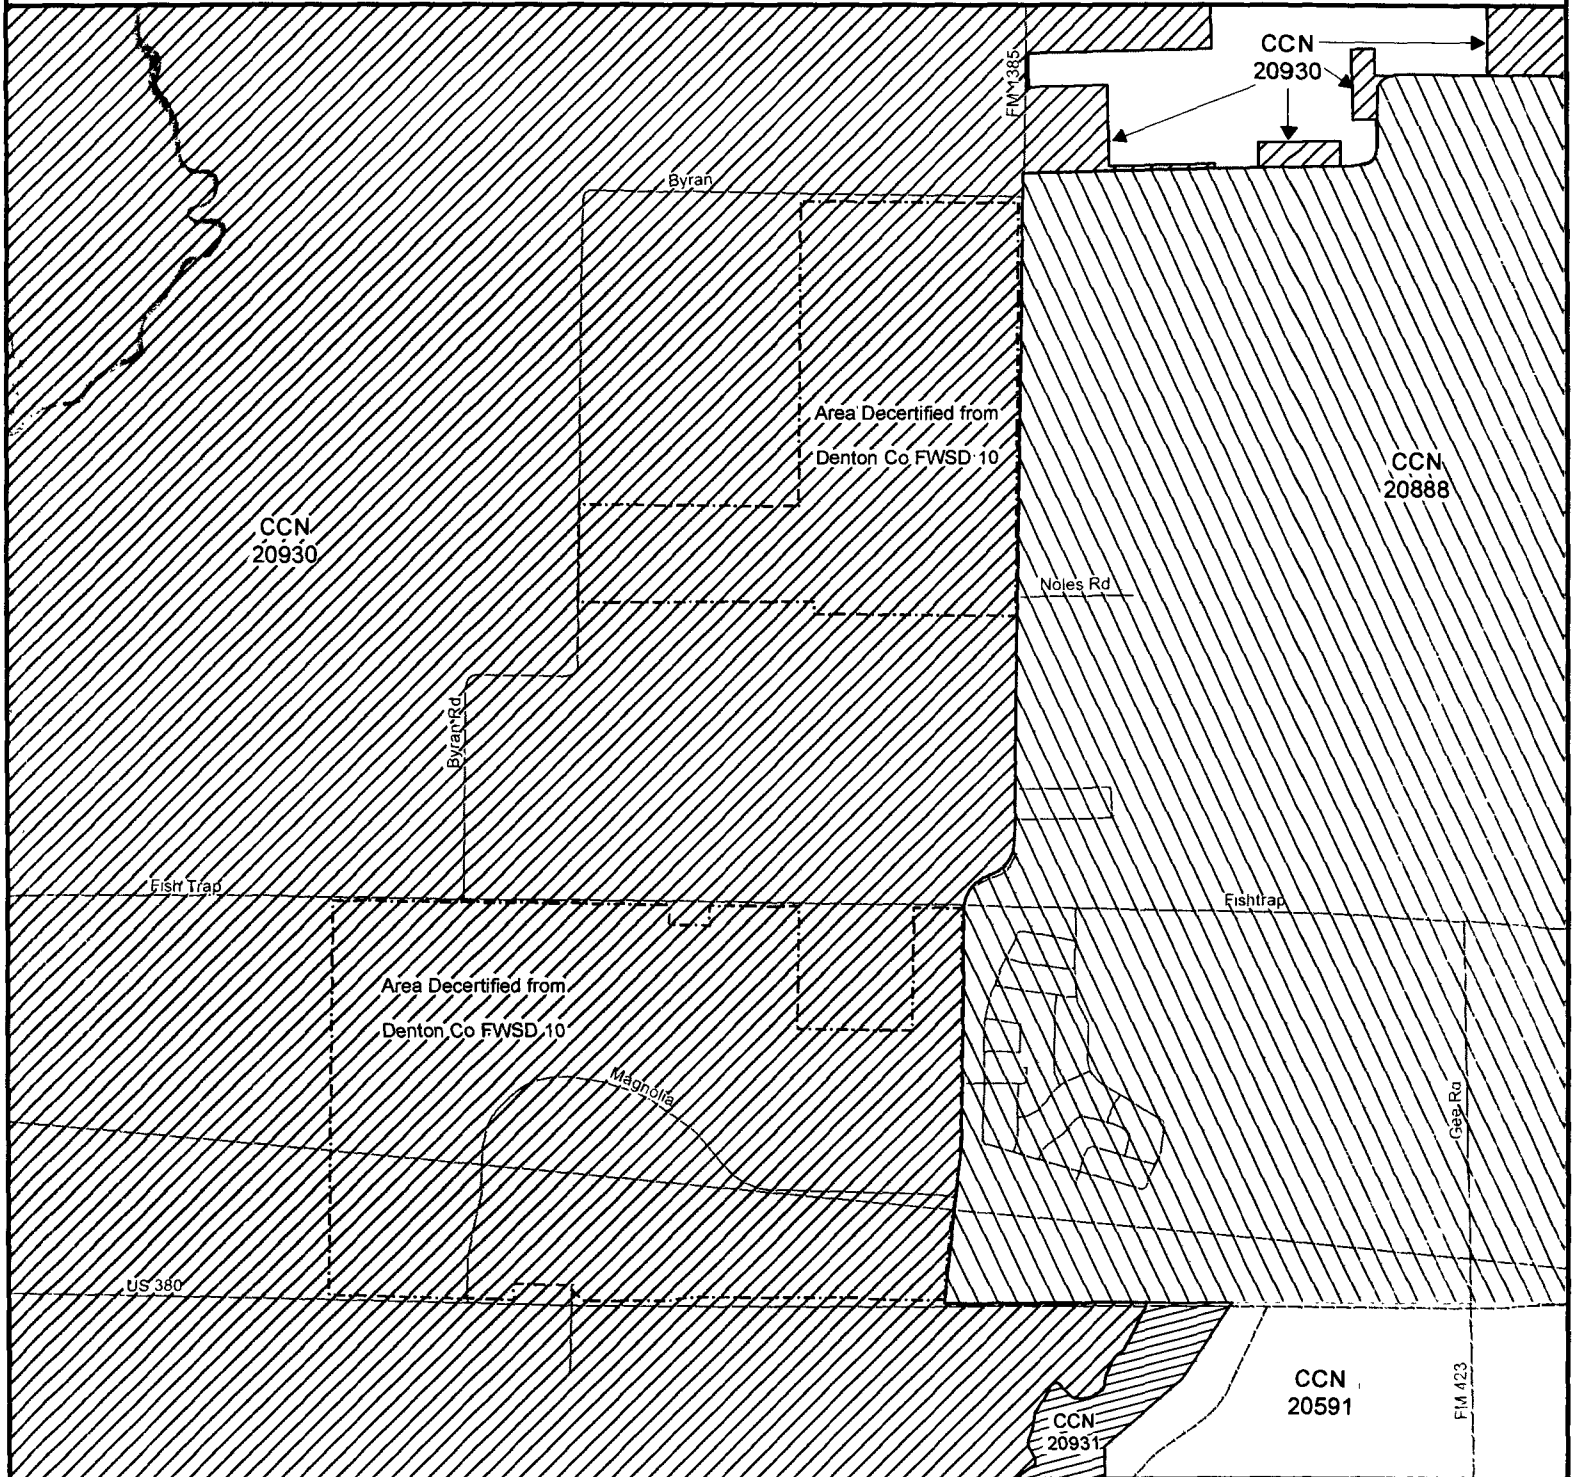 FM 1385
CCN
20930
Byran
Area Decertified from
Denton Co FWSD 10
CCN
20888
CCN
20930
Noles Rd
Byran Rd
Fish Trap
Fishtrap
Area Decertified from
Denton Co FWSD 10
Magnolia
Gee Rd
US 380
CCN
20591
FM 423
CCN
20931